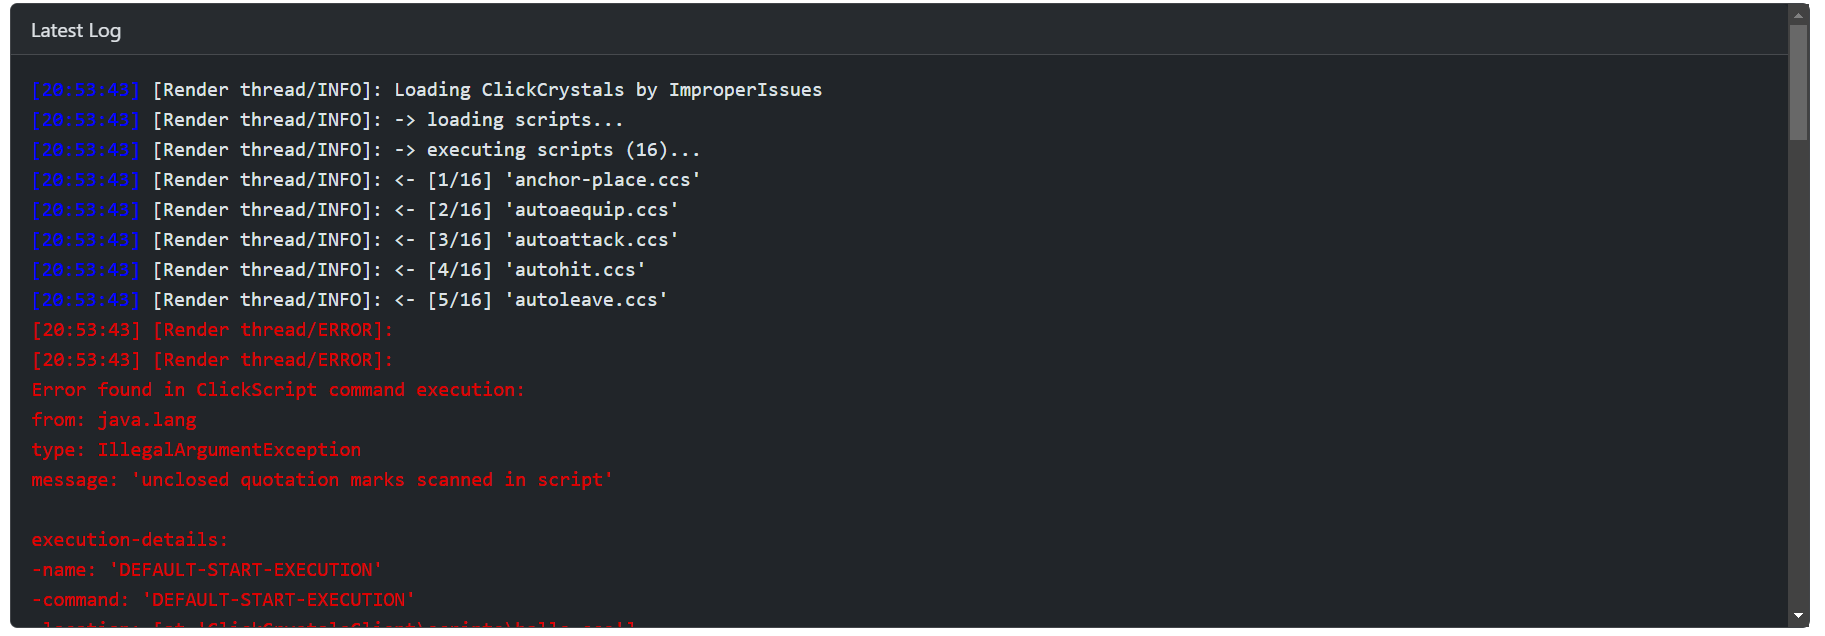 Latest Log
[20:53:43] [Render thread/INFO]: Loading ClickCrystals by ImproperIssues
[20:53:43] [Render thread/INFO]: -> loading scripts...
[20:53:43] [Render thread/INFO]: -> executing scripts (16)...
[20:53:43] [Render thread/INFO]: <- [1/16] 'anchor-place.ccs'
[20:53:43] [Render thread/INFO]: <- [2/16] 'autoaequip.ccs'
[20:53:43] [Render thread/INFO]: <- [3/16] 'autoattack.ccs'
[20:53:43] [Render thread/INFO]: <- [4/16] 'autohit.ccs'
[20:53:43] [Render thread/INFO]: <- [5/16] 'autoleave.ccs'
[20:53:43] [Render thread/ERROR]:
[20:53:43] [Render thread/ERROR]:
Error found in ClickScript command execution:
from: java.lang
type: IllegalArgumentException
message: 'unclosed quotation marks scanned in script'
execution-details:
-name: 'DEFAULT-START-EXECUTION'
-command: 'DEFAULT-START-EXECUTION'